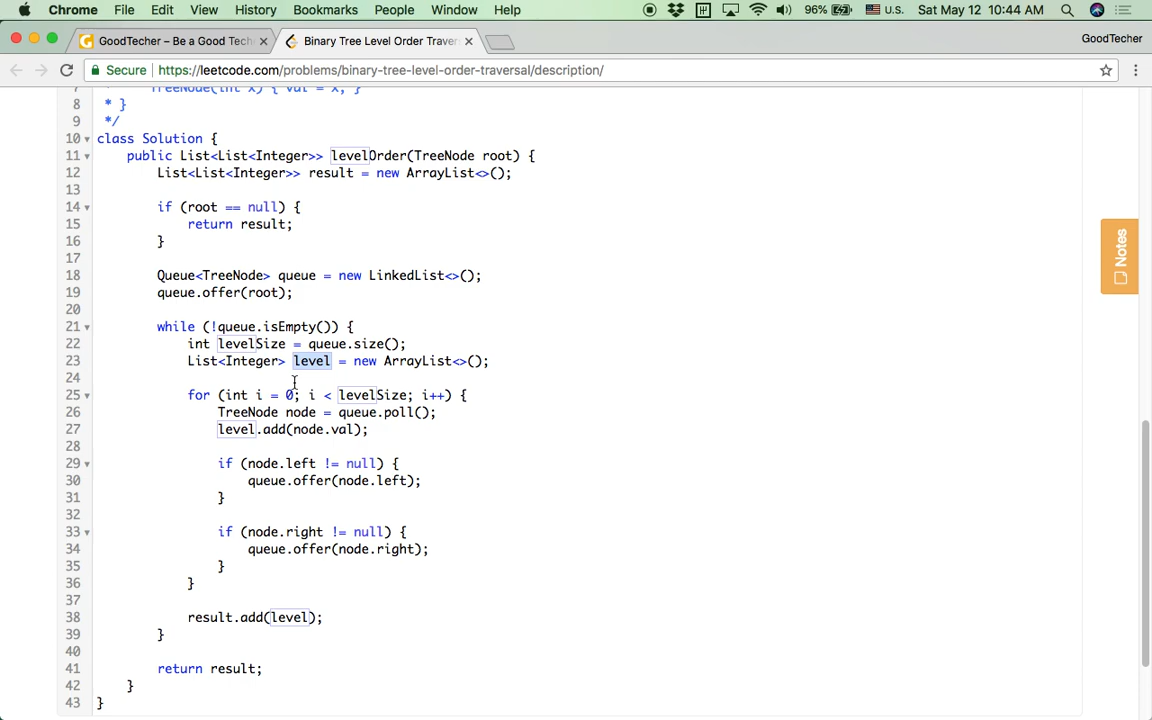 Chrome File Edit View History Bookmarks People Window Help 96% U.S. Sat May 12 10:44 AM
GoodTecher – Be a Good Tech
Binary Tree Level Order Traver
GoodTecher
Secure https://leetcode.com/problems/binary-tree-level-order-traversal/description/
7 * TreeNode(int x) { val = x; }
8 * }
9 */
10 class Solution {
11 public List<List<Integer>> levelOrder(TreeNode root) {
12 List<List<Integer>> result = new ArrayList<>();
13
14 if (root == null) {
15 return result;
16 }
17
18 Queue<TreeNode> queue = new LinkedList<>();
19 queue.offer(root);
20
21 while (!queue.isEmpty()) {
22 int levelSize = queue.size();
23 List<Integer> level = new ArrayList<>();
24
25 for (int i = 0; i < levelSize; i++) {
26 TreeNode node = queue.poll();
27 level.add(node.val);
28
29 if (node.left != null) {
30 queue.offer(node.left);
31 }
32
33 if (node.right != null) {
34 queue.offer(node.right);
35 }
36 }
37
38 result.add(level);
39 }
40
41 return result;
42 }
43 }
Notes